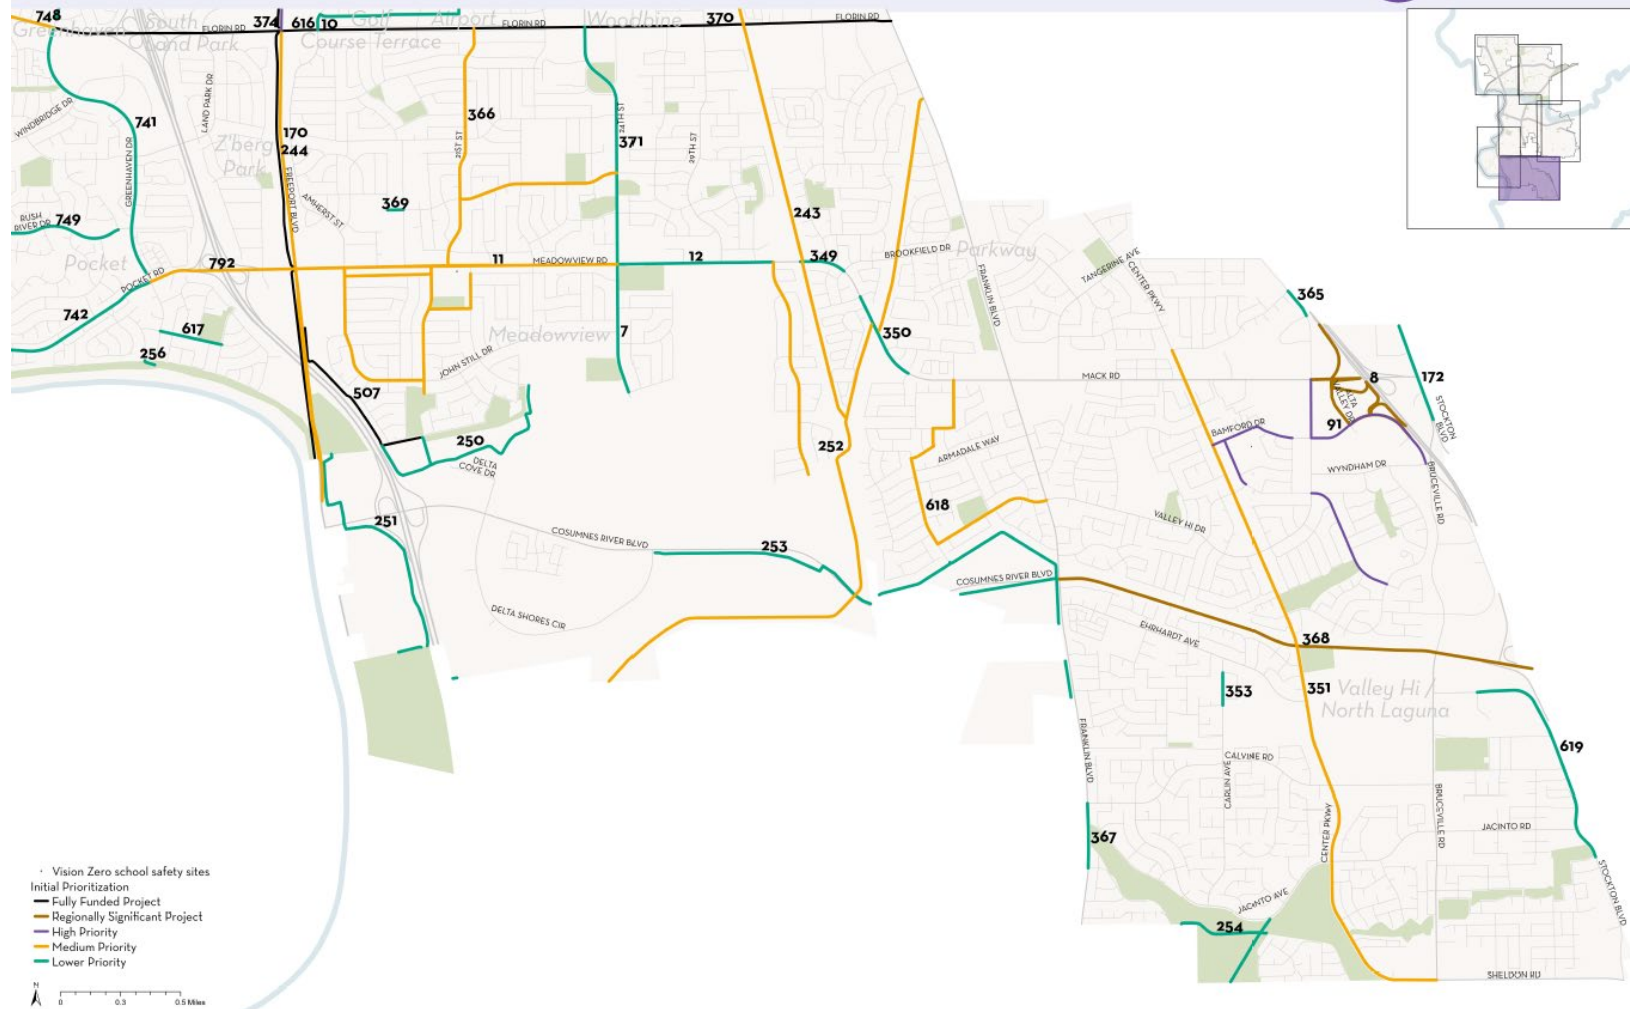 748
374
616
10
370
Greenhaven
South
Land Park
Golf
Course Terrace
Airport
Woodbine
FLORIN RD
FLORIN RD
FLORIN RD
WINDBRIDGE DR
741
LAND PARK DR
GREENHAVEN DR
Z'berg
Park
170
244
FREEPORT BLVD
AMHERST ST
366
21ST ST
24TH ST
371
29TH ST
369
243
RUSH
RIVER DR
749
Pocket
792
POCKET RD
11
MEADOWVIEW RD
12
349
BROOKFIELD DR
Parkway
FRANKLIN BLVD
TANGERINE AVE
CENTER PKWY
365
742
617
256
Meadowview
7
350
JOHN STILL DR
507
MACK RD
8
172
STOCKTON
BLVD
ALTA
VALLEY DR
91
BAMFORD DR
WYNDHAM DR
BRUCEVILLE RD
250
DELTA
COVE DR
252
ARMADALE WAY
618
VALLEY HI DR
251
COSUMNES RIVER BLVD
253
COSUMNES RIVER BLVD
DELTA SHORES CIR
EHRHARDT AVE
368
353
351
Valley Hi /
North Laguna
FRANKLIN BLVD
CALVINE RD
CARLIN AVE
619
BRUCEVILLE RD
JACINTO RD
CENTER PKWY
367
STOCKTON BLVD
JACINTO AVE
254
SHELDON RD
Vision Zero school safety sites
Initial Prioritization
Fully Funded Project
Regionally Significant Project
High Priority
Medium Priority
Lower Priority
N
0 0.3 0.5 Miles